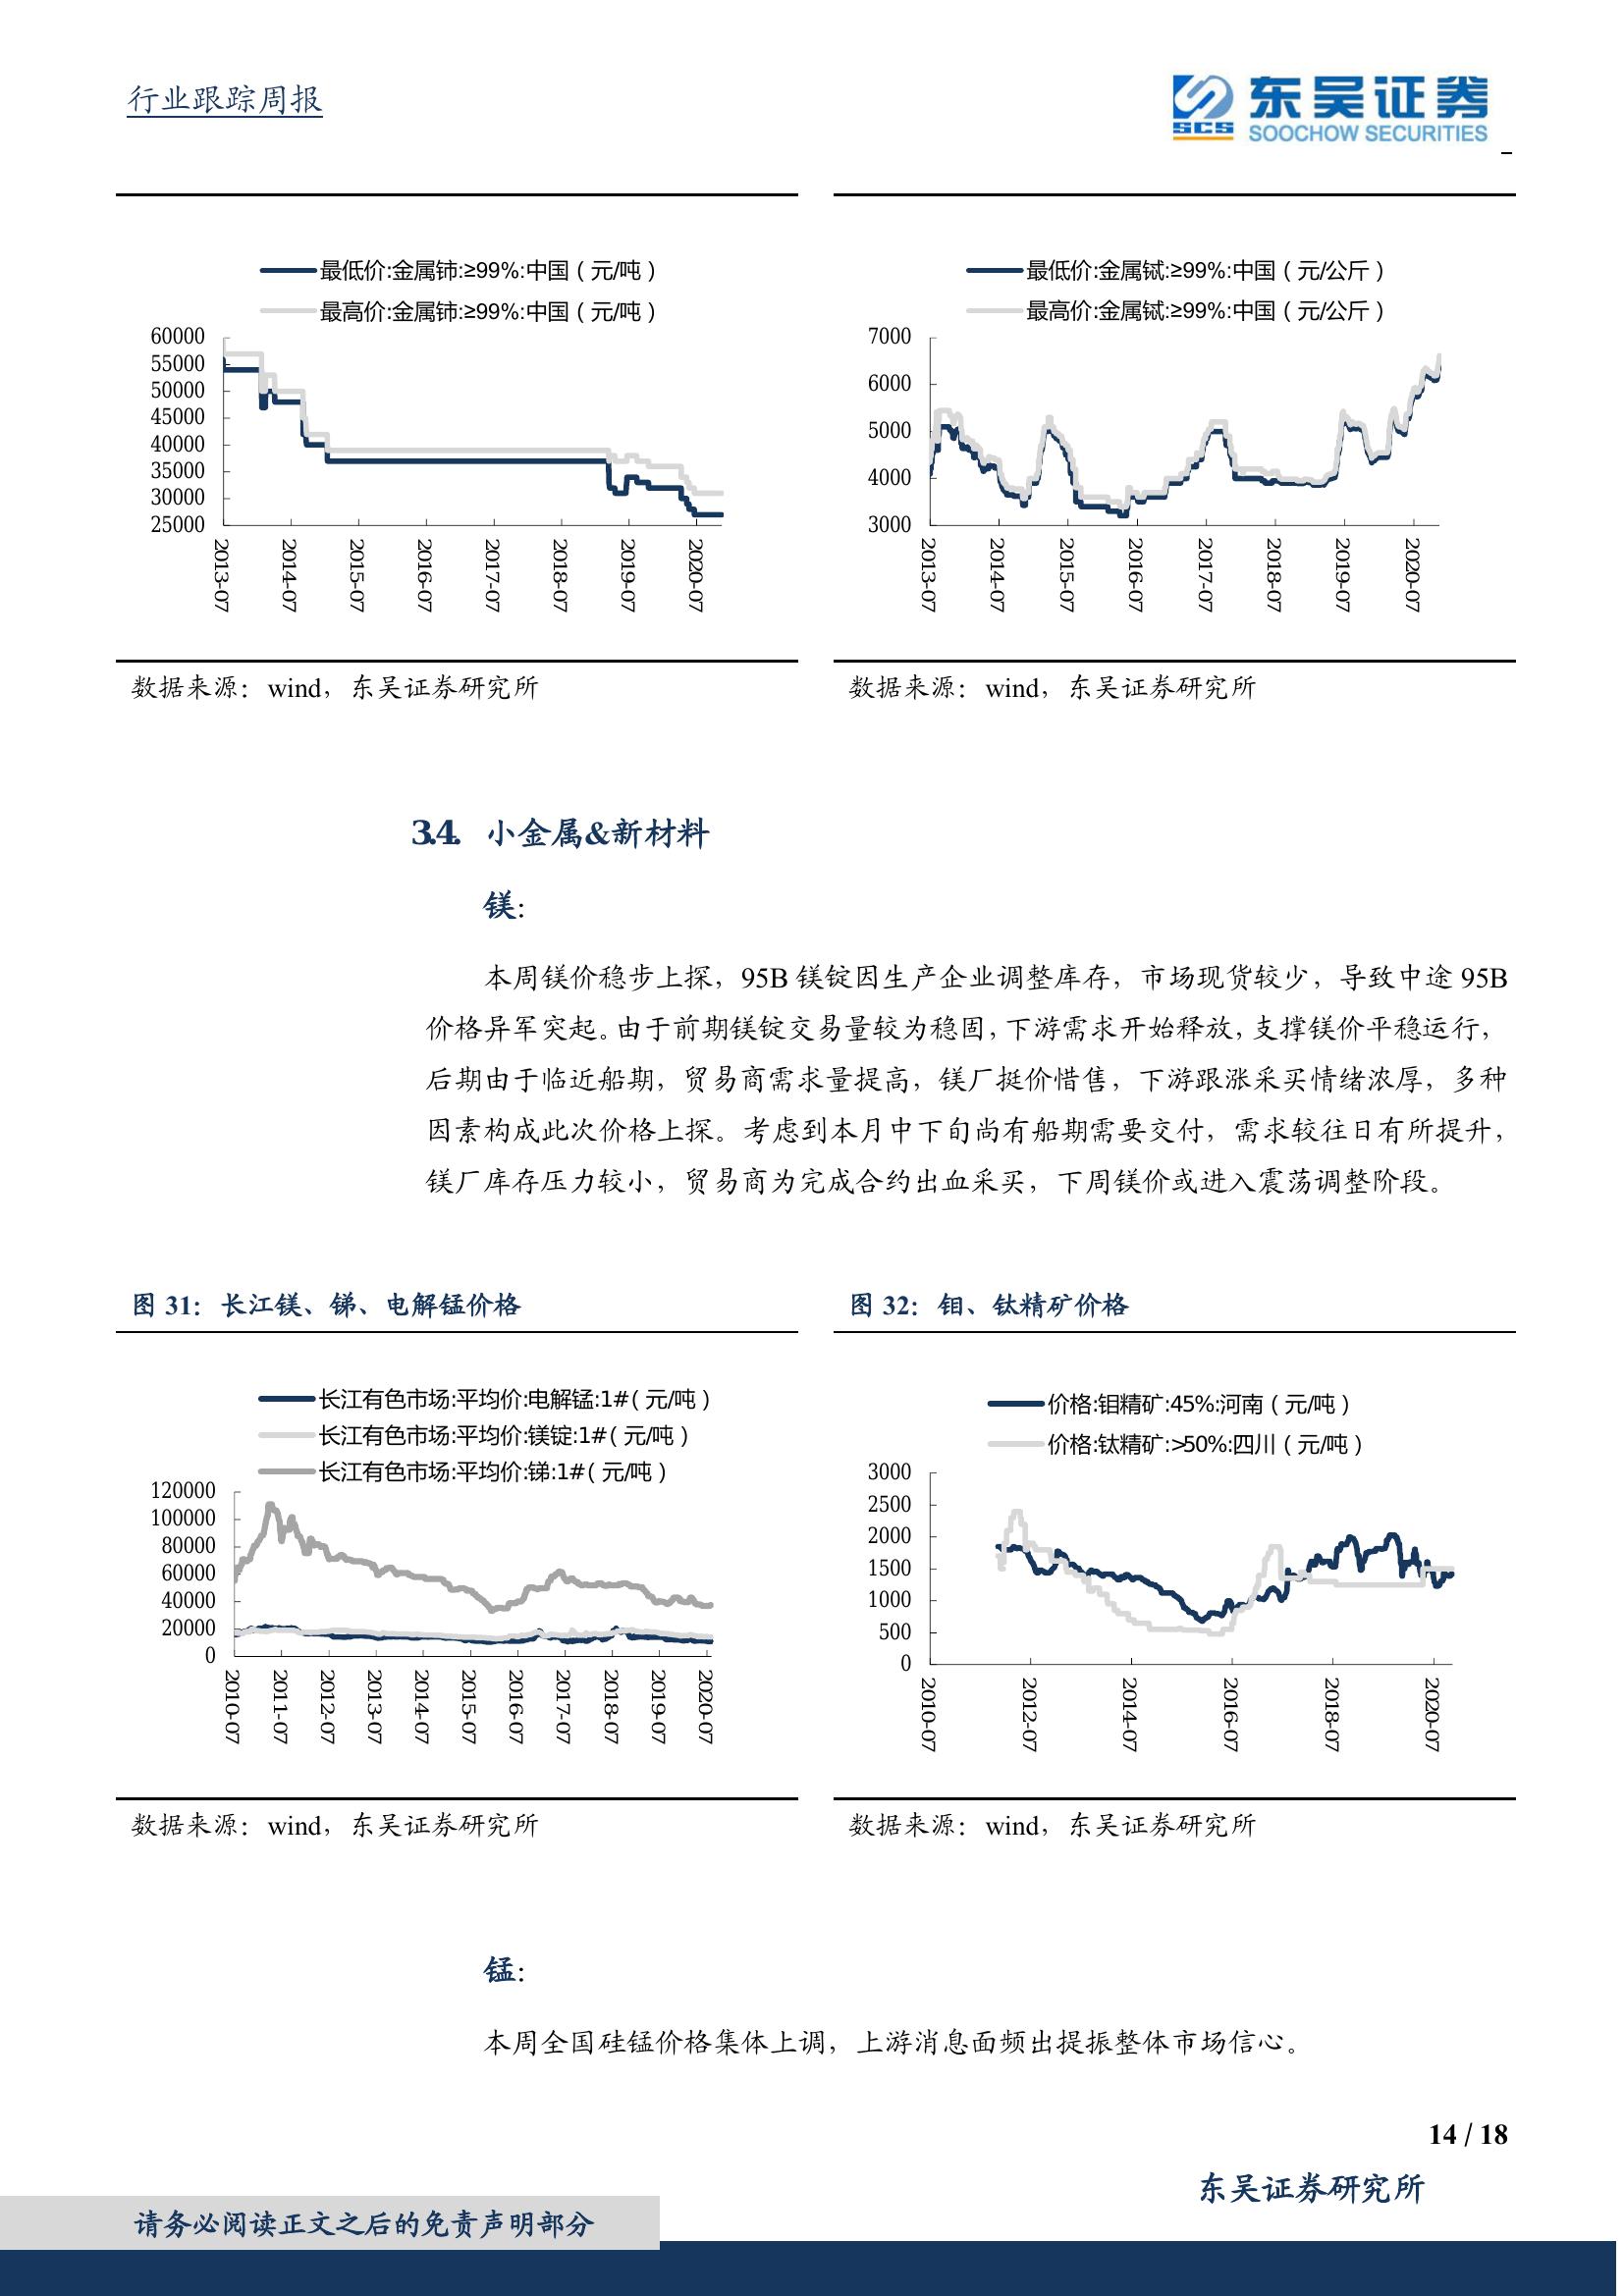 行业跟踪周报
东吴证券
SCS
SOOCHOW SECURITIES
最低价:金属铈:≥99%:中国（元/吨）
最高价:金属铈:≥99%:中国（元/吨）
60000
55000
50000
45000
40000
35000
30000
25000
2013-07
2014-07
2015-07
2016-07
2017-07
2018-07
2019-07
2020-07
最低价:金属铽:≥99%:中国（元/公斤）
最高价:金属铽:≥99%:中国（元/公斤）
7000
6000
5000
4000
3000
2013-07
2014-07
2015-07
2016-07
2017-07
2018-07
2019-07
2020-07
数据来源：wind，东吴证券研究所
数据来源：wind，东吴证券研究所
3.4. 小金属&新材料
镁：
本周镁价稳步上探，95B 镁锭因生产企业调整库存，市场现货较少，导致中途 95B
价格异军突起。由于前期镁锭交易量较为稳固，下游需求开始释放，支撑镁价平稳运行，
后期由于临近船期，贸易商需求量提高，镁厂挺价惜售，下游跟涨采买情绪浓厚，多种
因素构成此次价格上探。考虑到本月中下旬尚有船期需要交付，需求较往日有所提升，
镁厂库存压力较小，贸易商为完成合约出血采买，下周镁价或进入震荡调整阶段。
图 31：长江镁、锑、电解锰价格
长江有色市场:平均价:电解锰:1#（元/吨）
长江有色市场:平均价:镁锭:1#（元/吨）
长江有色市场:平均价:锑:1#（元/吨）
120000
100000
80000
60000
40000
20000
0
2010-07
2011-07
2012-07
2013-07
2014-07
2015-07
2016-07
2017-07
2018-07
2019-07
2020-07
图 32：钼、钛精矿价格
价格:钼精矿:45%:河南（元/吨）
价格:钛精矿:>50%:四川（元/吨）
3000
2500
2000
1500
1000
500
0
2010-07
2012-07
2014-07
2016-07
2018-07
2020-07
数据来源：wind，东吴证券研究所
数据来源：wind，东吴证券研究所
锰：
本周全国硅锰价格集体上调，上游消息面频出提振整体市场信心。
14 / 18
东吴证券研究所
请务必阅读正文之后的免责声明部分